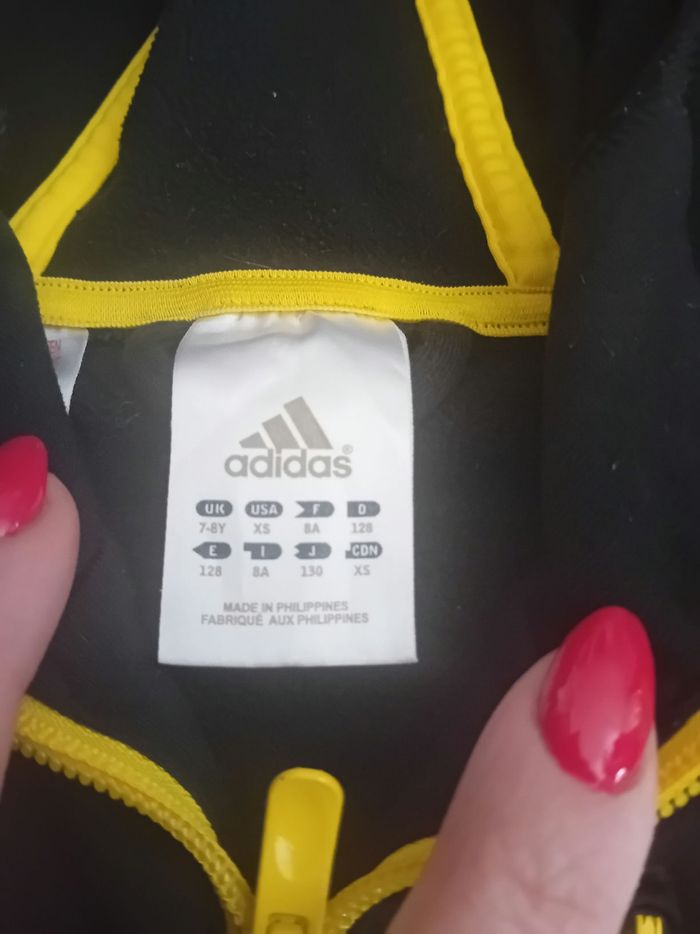 adidas®
UK USA F D
7-8Y XS 8A 128
E I J CDN
128 8A 130 XS
MADE IN PHILIPPINES
FABRIQUÉ AUX PHILIPPINES